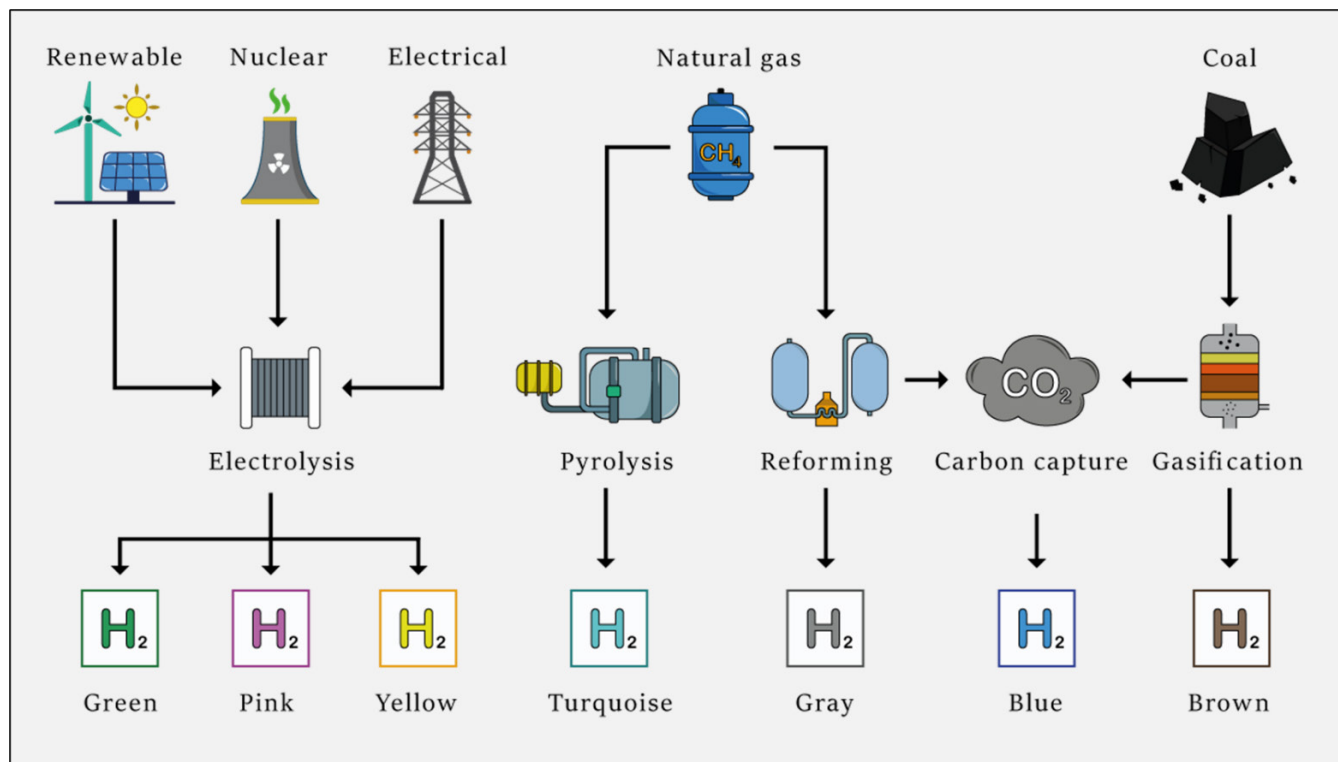 Renewable
Nuclear
Electrical
Natural gas
Coal
CH₄
CO₂
Electrolysis
Pyrolysis
Reforming
Carbon capture
Gasification
H₂
H₂
H₂
H₂
H₂
H₂
H₂
Green
Pink
Yellow
Turquoise
Gray
Blue
Brown